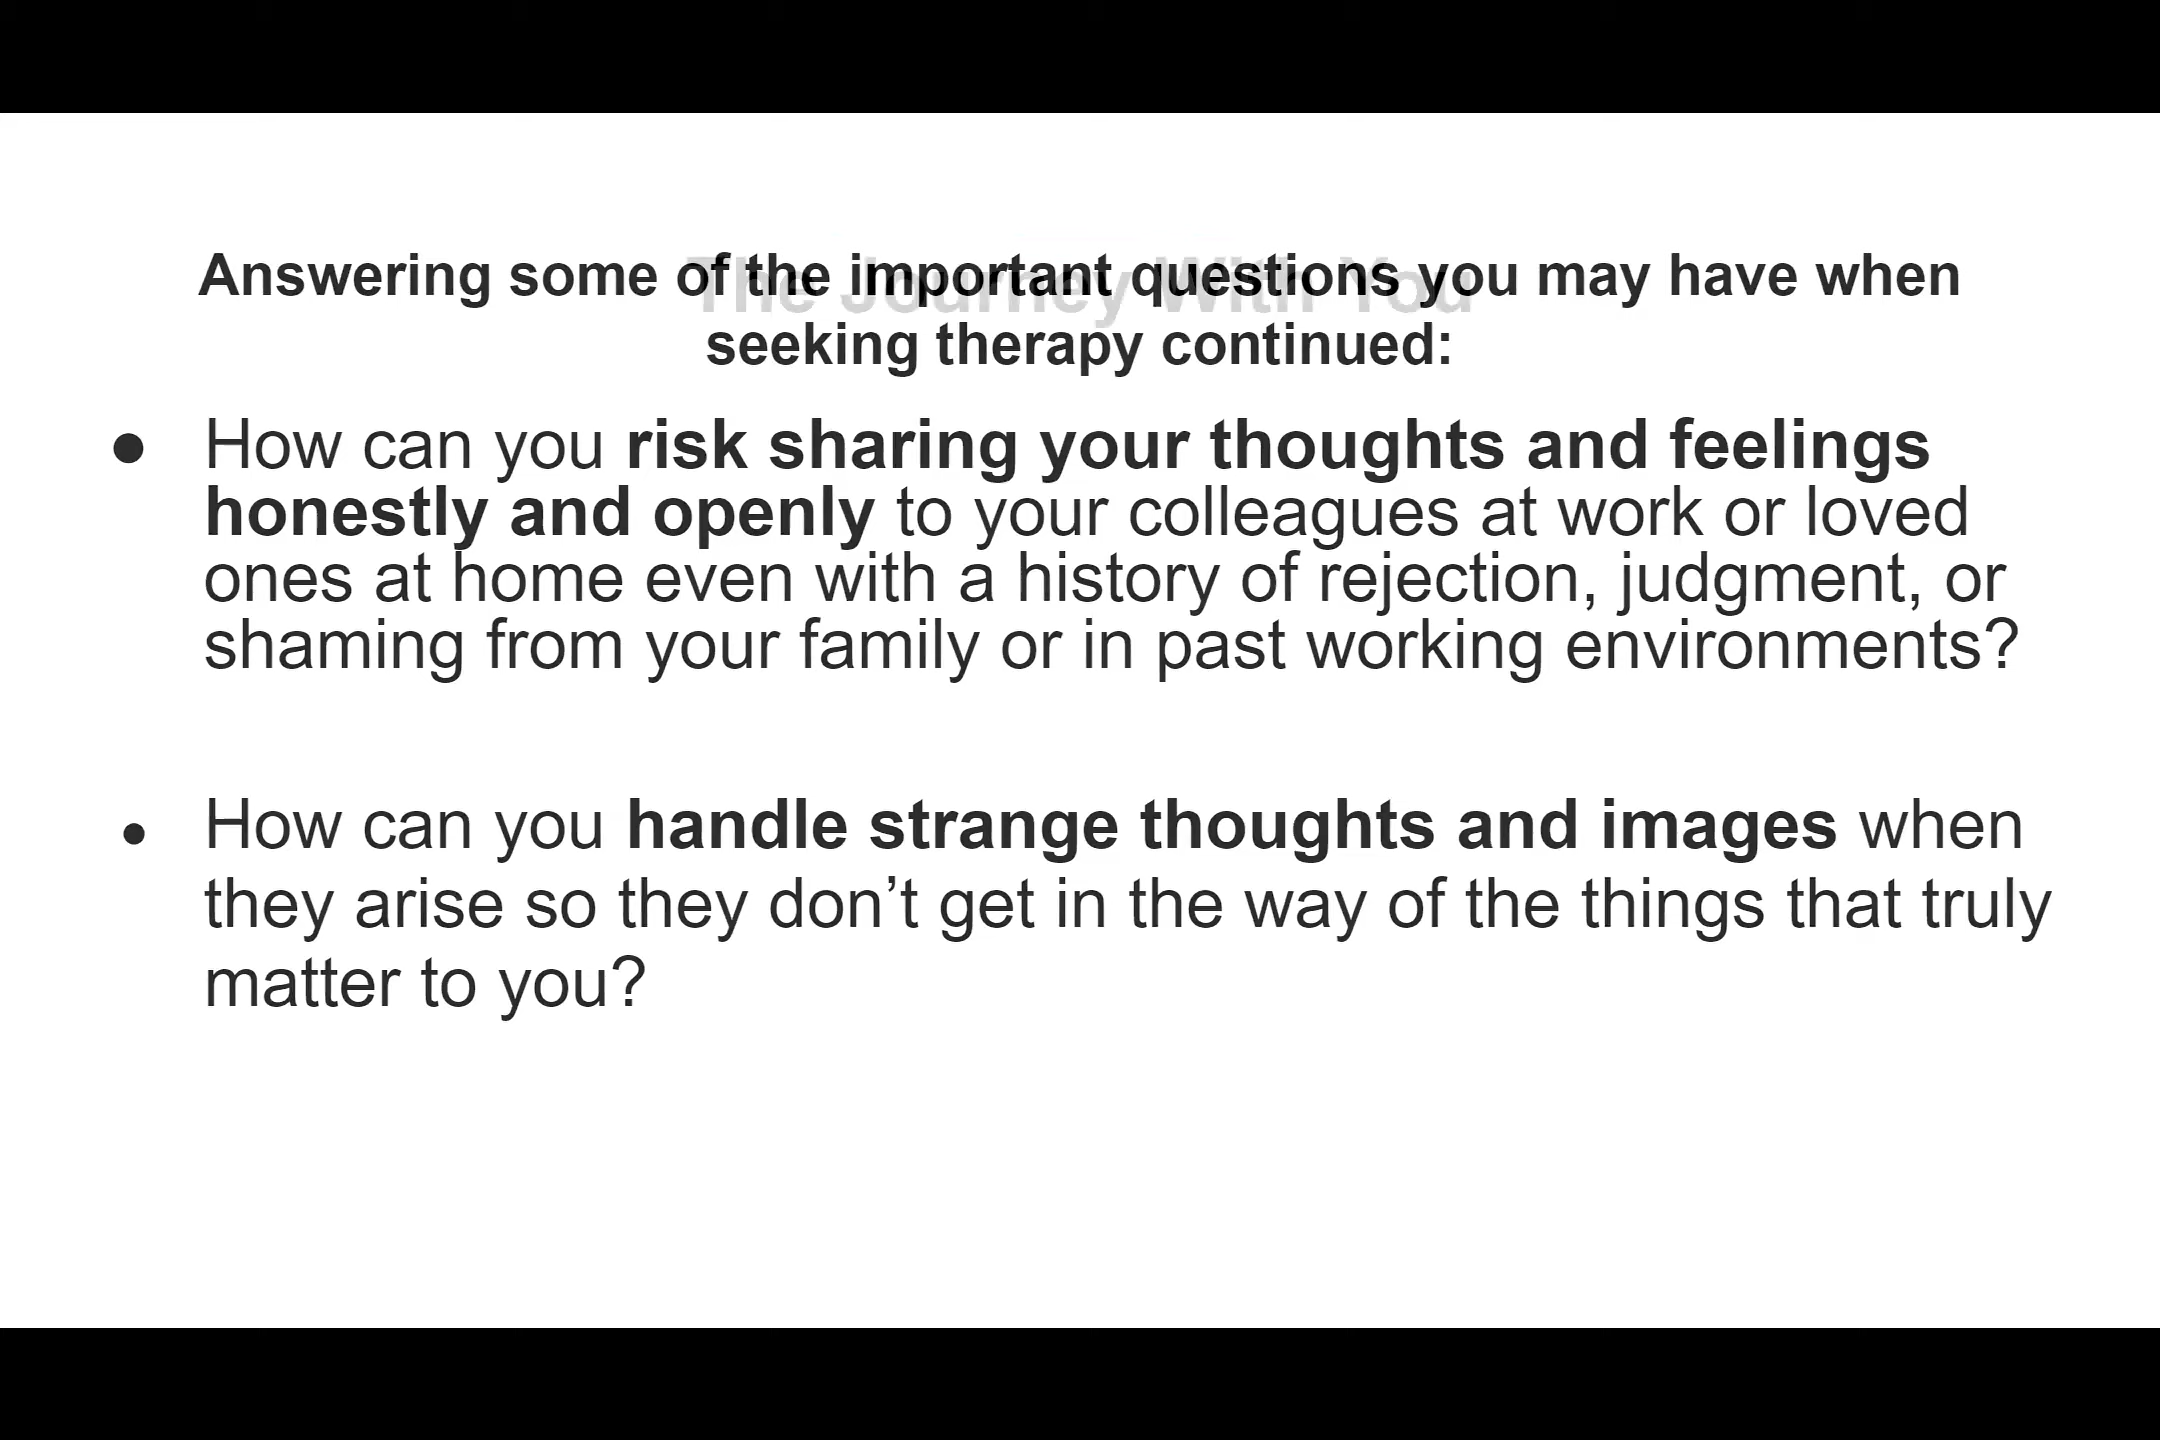 The Journey With You
Answering some of the important questions you may have when
seeking therapy continued:
● How can you risk sharing your thoughts and feelings
honestly and openly to your colleagues at work or loved
ones at home even with a history of rejection, judgment, or
shaming from your family or in past working environments?
● How can you handle strange thoughts and images when
they arise so they don’t get in the way of the things that truly
matter to you?